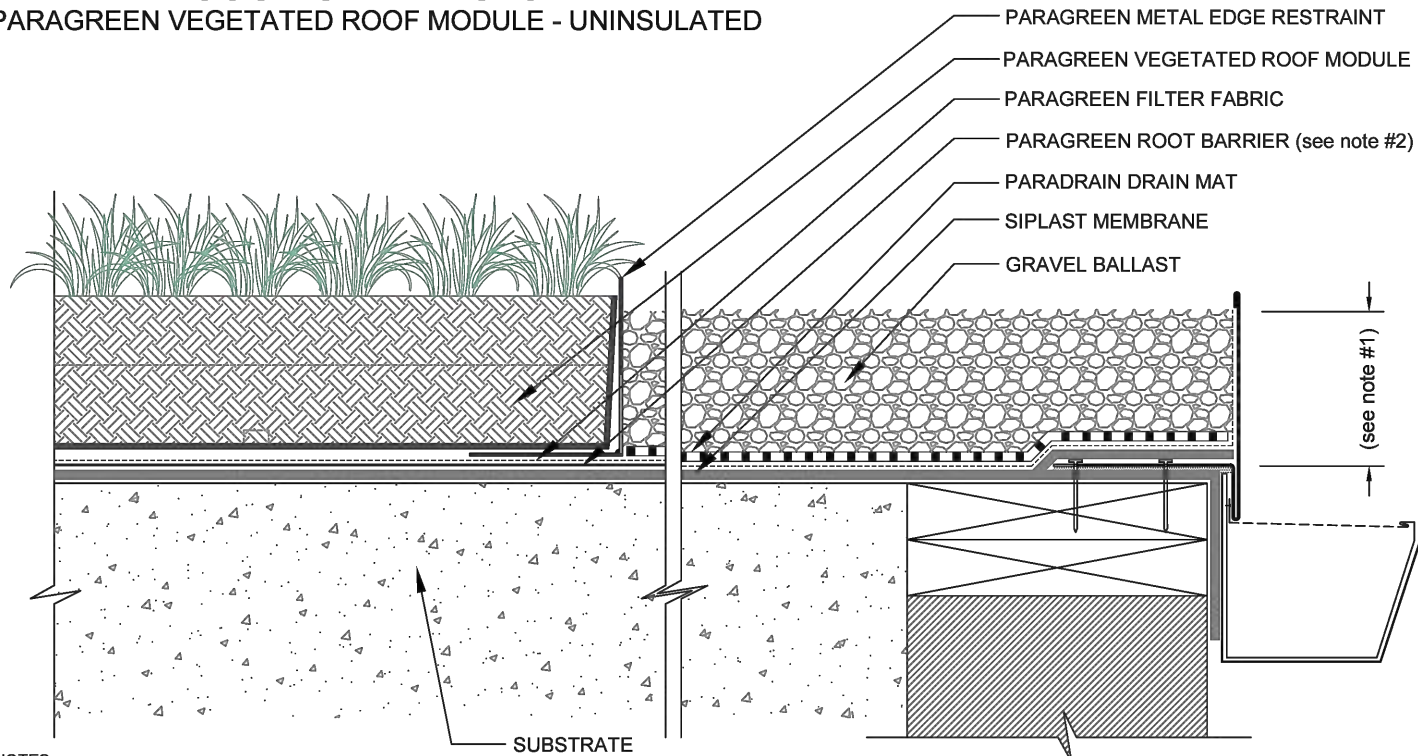 PARAGREEN VEGETATED ROOF MODULE - UNINSULATED
PARAGREEN METAL EDGE RESTRAINT
PARAGREEN VEGETATED ROOF MODULE
PARAGREEN FILTER FABRIC
PARAGREEN ROOT BARRIER (see note #2)
PARADRAIN DRAIN MAT
SIPLAST MEMBRANE
GRAVEL BALLAST
(see note #1)
SUBSTRATE